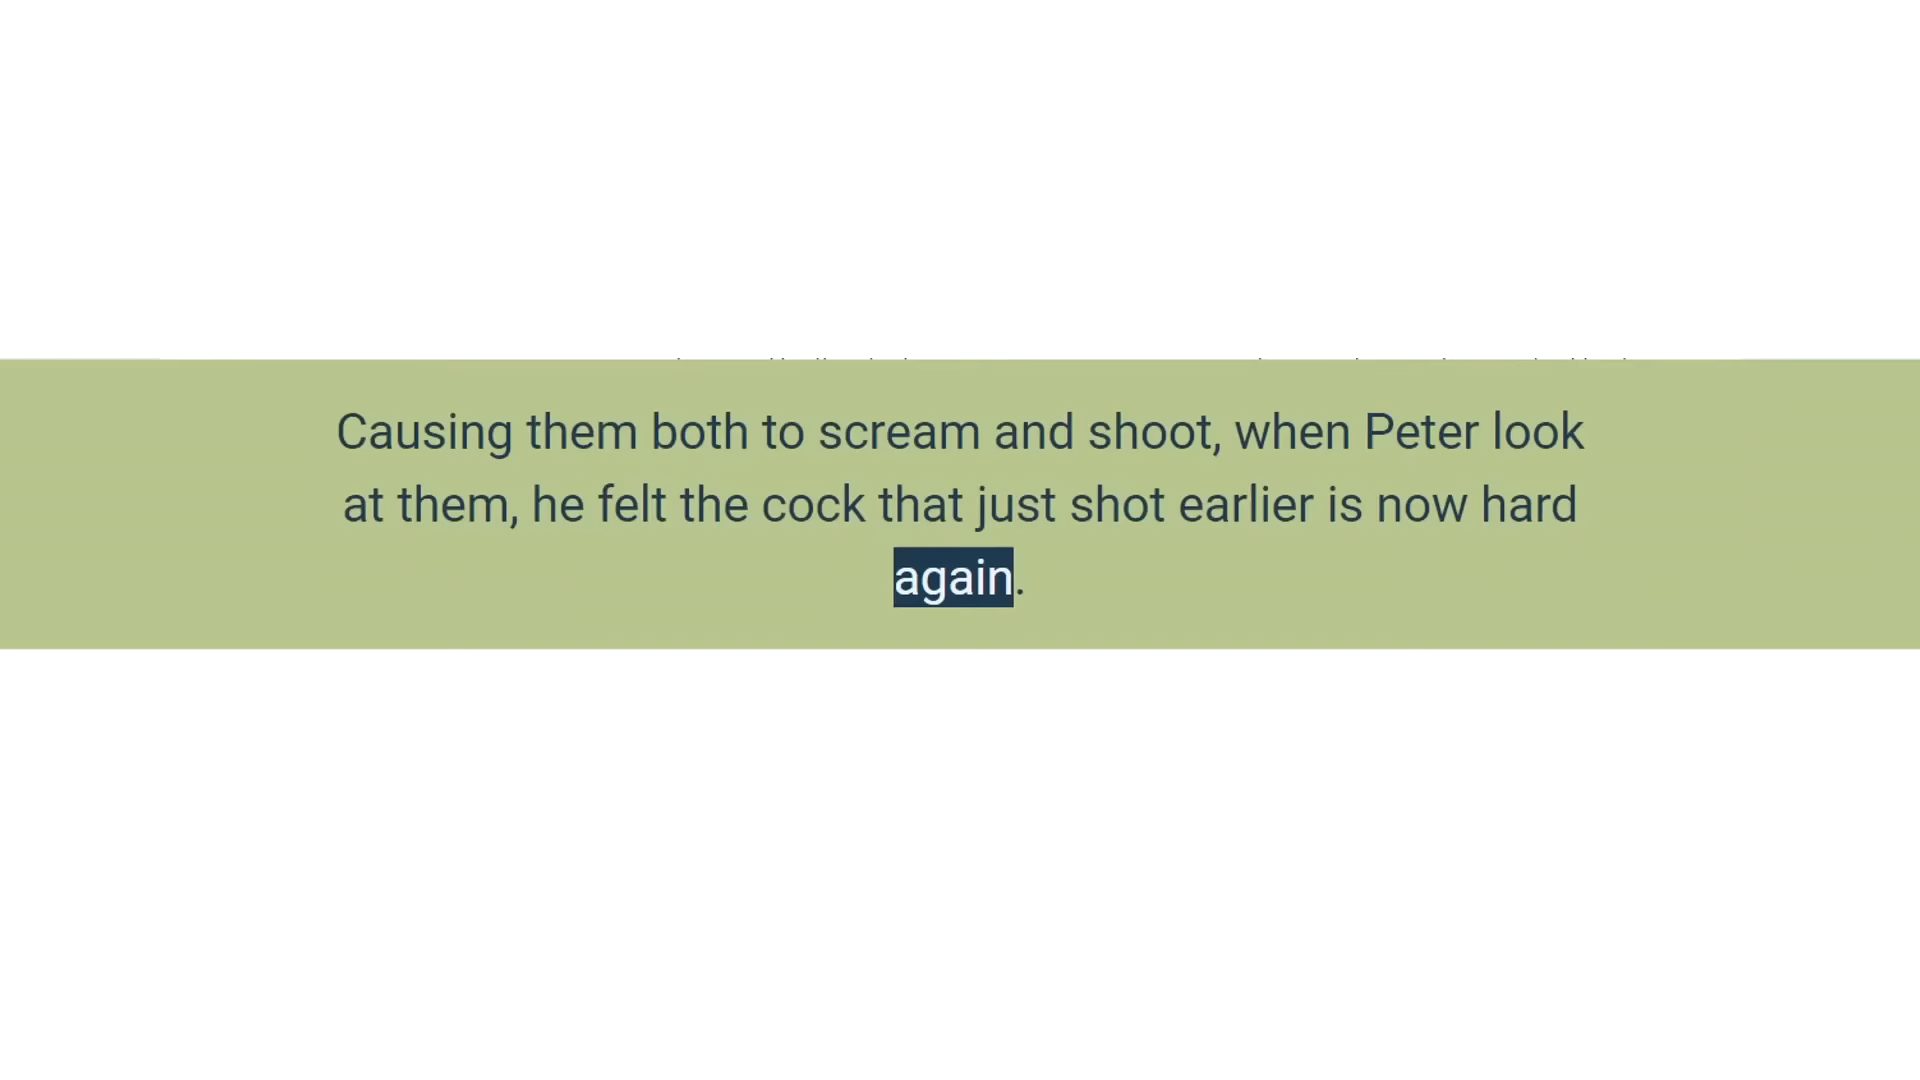 Causing them both to scream and shoot, when Peter look
at them, he felt the cock that just shot earlier is now hard
again.